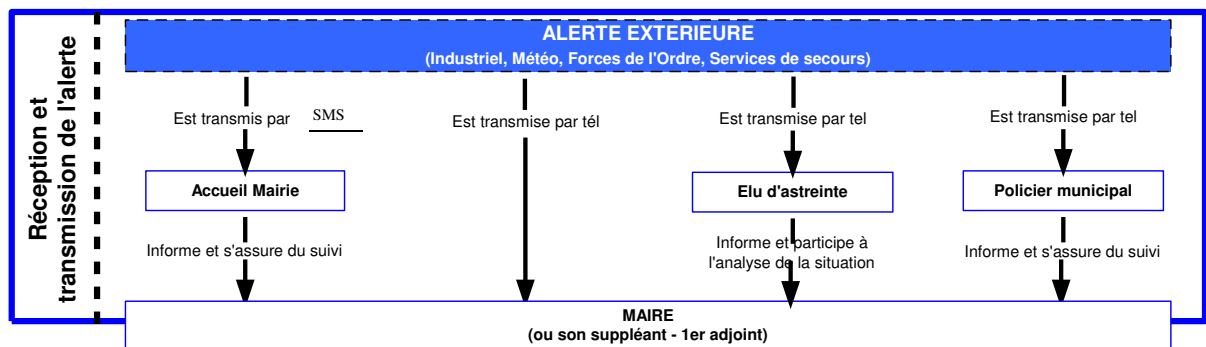 Réception et
transmission de l'alerte
ALERTE EXTERIEURE
(Industriel, Météo, Forces de l'Ordre, Services de secours)
Est transmis par SMS
Est transmise par tél
Est transmise par tel
Est transmise par tel
Accueil Mairie
Elu d'astreinte
Policier municipal
Informe et s'assure du suivi
Informe et participe à
l'analyse de la situation
Informe et s'assure du suivi
MAIRE
(ou son suppléant - 1er adjoint)